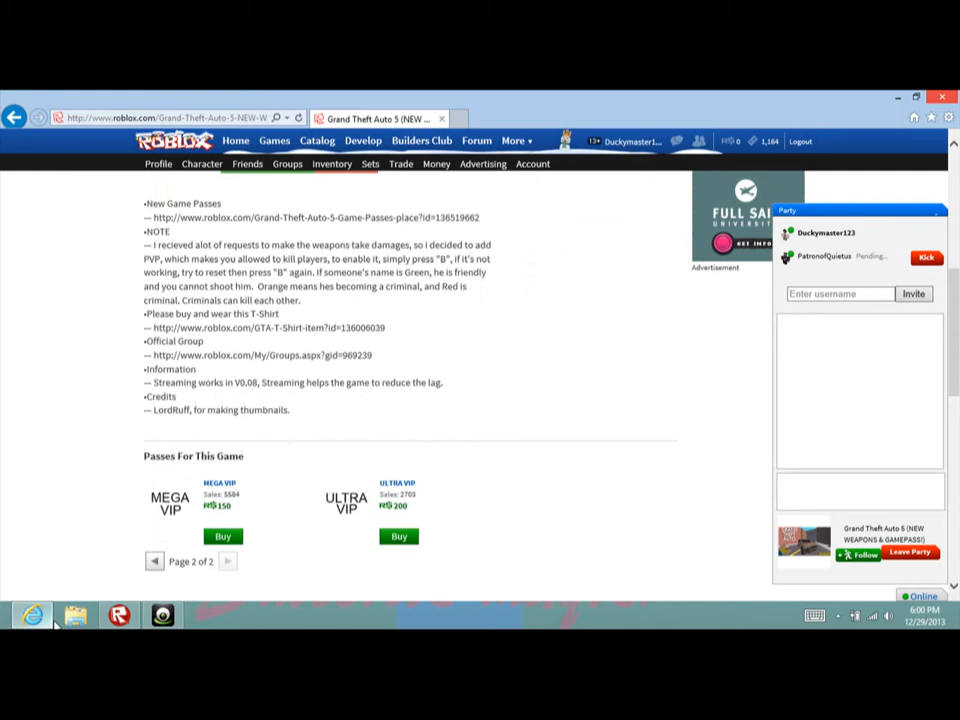 http://www.roblox.com/Grand-Theft-Auto-5-NEW-W
Grand Theft Auto 5 (NEW ...
ROBLOX
Home Games Catalog Develop Builders Club Forum More
13+ Duckymaster1... R$ 0 1,164 Logout
Profile Character Friends Groups Inventory Sets Trade Money Advertising Account
•New Game Passes
— http://www.roblox.com/Grand-Theft-Auto-5-Game-Passes-place?id=136519662
•NOTE
— I recieved alot of requests to make the weapons take damages, so i decided to add
PVP, which makes you allowed to kill players, to enable it, simply press "B", if it's not
working, try to reset then press "B" again. If someone's name is Green, he is friendly
and you cannot shoot him. Orange means hes becoming a criminal, and Red is
criminal. Criminals can kill each other.
•Please buy and wear this T-Shirt
— http://www.roblox.com/GTA-T-Shirt-item?id=136006039
•Official Group
— http://www.roblox.com/My/Groups.aspx?gid=969239
•Information
— Streaming works in V0.08, Streaming helps the game to reduce the lag.
•Credits
— LordRuff, for making thumbnails.
FULL SAI
UNIVERSIT
GET INFO
Advertisement
Party
Duckymaster123
PatronofQuietus Pending...
Kick
Enter username
Invite
Passes For This Game
MEGA
VIP
MEGA VIP
Sales: 5584
R$150
Buy
ULTRA
VIP
ULTRA VIP
Sales: 2703
R$200
Buy
Page 2 of 2
Grand Theft Auto 5 (NEW
WEAPONS & GAMEPASS!)
Follow
Leave Party
Online
6:00 PM
12/29/2013